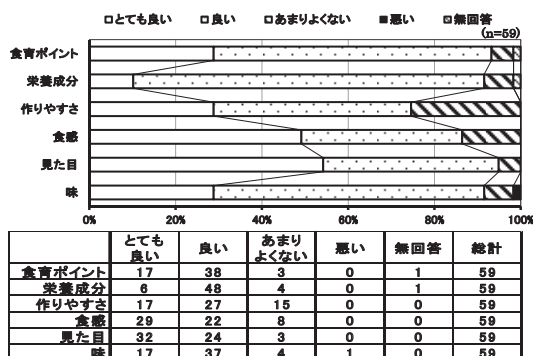 □とても良い □良い □あまりよくない ■悪い □無回答
(n=59)
食育ポイント
栄養成分
作りやすさ
食感
見た目
味
0% 20% 40% 60% 80% 100%
とても良い 良い あまりよくない 悪い 無回答 総計
食育ポイント 17 38 3 0 1 59
栄養成分 6 48 4 0 1 59
作りやすさ 17 27 15 0 0 59
食感 29 22 8 0 0 59
見た目 32 24 3 0 0 59
味 17 37 4 1 0 59